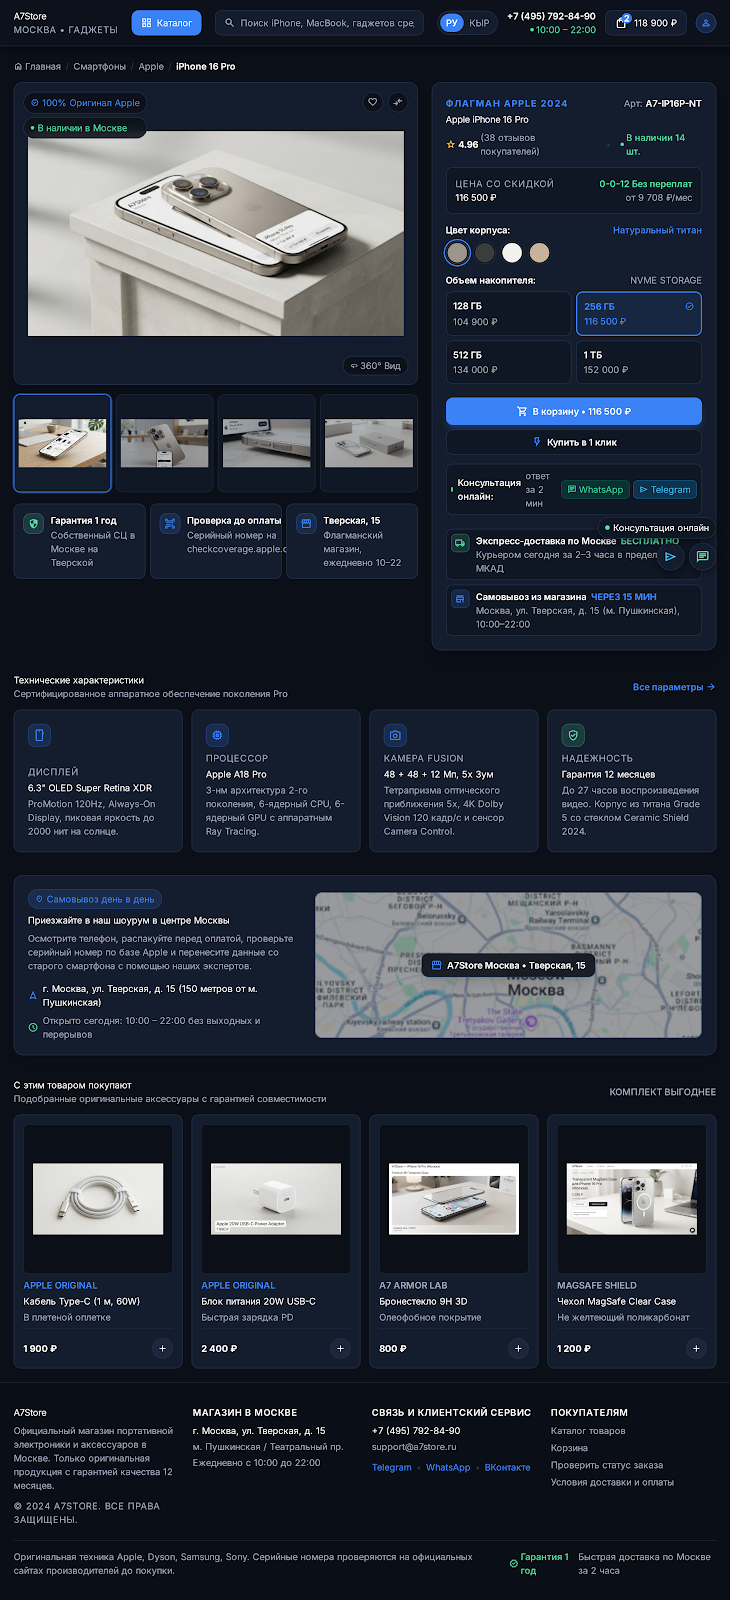 A7Store
МОСКВА • ГАДЖЕТЫ
Каталог
Поиск iPhone, MacBook, гаджетов сре,
РУ
КЫР
+7 (495) 792-84-90
10:00 – 22:00
2
118 900 ₽
Главная / Смартфоны / Apple / iPhone 16 Pro
100% Оригинал Apple
В наличии в Москве
360° Вид
Гарантия 1 год
Собственный СЦ в
Москве на
Тверской
Проверка до оплаты
Серийный номер на
checkcoverage.apple.c
Тверская, 15
Флагманский
магазин,
ежедневно 10–22
ФЛАГМАН APPLE 2024
Арт: A7-IP16P-NT
Apple iPhone 16 Pro
4.96 (38 отзывов
покупателей)
В наличии 14
шт.
ЦЕНА СО СКИДКОЙ
116 500 ₽
0-0-12 Без переплат
от 9 708 ₽/мес
Цвет корпуса:
Натуральный титан
Объем накопителя:
NVME STORAGE
128 ГБ
104 900 ₽
256 ГБ
116 500 ₽
512 ГБ
134 000 ₽
1 ТБ
152 000 ₽
В корзину • 116 500 ₽
Купить в 1 клик
Консультация
онлайн:
ответ
за 2
мин
WhatsApp
Telegram
Консультация онлайн
Экспресс-доставка по Москве БЕСПЛАТНО
Курьером сегодня за 2–3 часа в предел
МКАД
Самовывоз из магазина ЧЕРЕЗ 15 МИН
Москва, ул. Тверская, д. 15 (м. Пушкинская),
10:00–22:00
Технические характеристики
Сертифицированное аппаратное обеспечение поколения Pro
Все параметры →
ДИСПЛЕЙ
6.3" OLED Super Retina XDR
ProMotion 120Hz, Always-On
Display, пиковая яркость до
2000 нит на солнце.
ПРОЦЕССОР
Apple A18 Pro
3-нм архитектура 2-го
поколения, 6-ядерный CPU, 6-
ядерный GPU с аппаратным
Ray Tracing.
КАМЕРА FUSION
48 + 48 + 12 Мп, 5x Зум
Тетрапризма оптического
приближения 5x, 4K Dolby
Vision 120 кадр/с и сенсор
Camera Control.
НАДЕЖНОСТЬ
Гарантия 12 месяцев
До 27 часов воспроизведения
видео. Корпус из титана Grade
5 со стеклом Ceramic Shield
2024.
Самовывоз день в день
Приезжайте в наш шоурум в центре Москвы
Осмотрите телефон, распакуйте перед оплатой, проверьте
серийный номер по базе Apple и перенесите данные со
старого смартфона с помощью наших экспертов.
г. Москва, ул. Тверская, д. 15 (150 метров от м.
Пушкинская)
Открыто сегодня: 10:00 – 22:00 без выходных и
перерывов
A7Store Москва • Тверская, 15
Москва
С этим товаром покупают
Подобранные оригинальные аксессуары с гарантией совместимости
КОМПЛЕКТ ВЫГОДНЕЕ
APPLE ORIGINAL
Кабель Type-C (1 м, 60W)
В плетеной оплетке
1 900 ₽
Apple 20W USB-C Power Adapter
APPLE ORIGINAL
Блок питания 20W USB-C
Быстрая зарядка PD
2 400 ₽
A7 ARMOR LAB
Бронестекло 9H 3D
Олеофобное покрытие
800 ₽
MAGSAFE SHIELD
Чехол MagSafe Clear Case
Не желтеющий поликарбонат
1 200 ₽
A7Store
Официальный магазин портативной
электроники и аксессуаров в
Москве. Только оригинальная
продукция с гарантией качества 12
месяцев.
© 2024 A7STORE. ВСЕ ПРАВА
ЗАЩИЩЕНЫ.
МАГАЗИН В МОСКВЕ
г. Москва, ул. Тверская, д. 15
м. Пушкинская / Театральный пр.
Ежедневно с 10:00 до 22:00
СВЯЗЬ И КЛИЕНТСКИЙ СЕРВИС
+7 (495) 792-84-90
support@a7store.ru
Telegram • WhatsApp • ВКонтакте
ПОКУПАТЕЛЯМ
Каталог товаров
Корзина
Проверить статус заказа
Условия доставки и оплаты
Оригинальная техника Apple, Dyson, Samsung, Sony. Серийные номера проверяются на официальных
сайтах производителей до покупки.
Гарантия 1
год
Быстрая доставка по Москве
за 2 часа